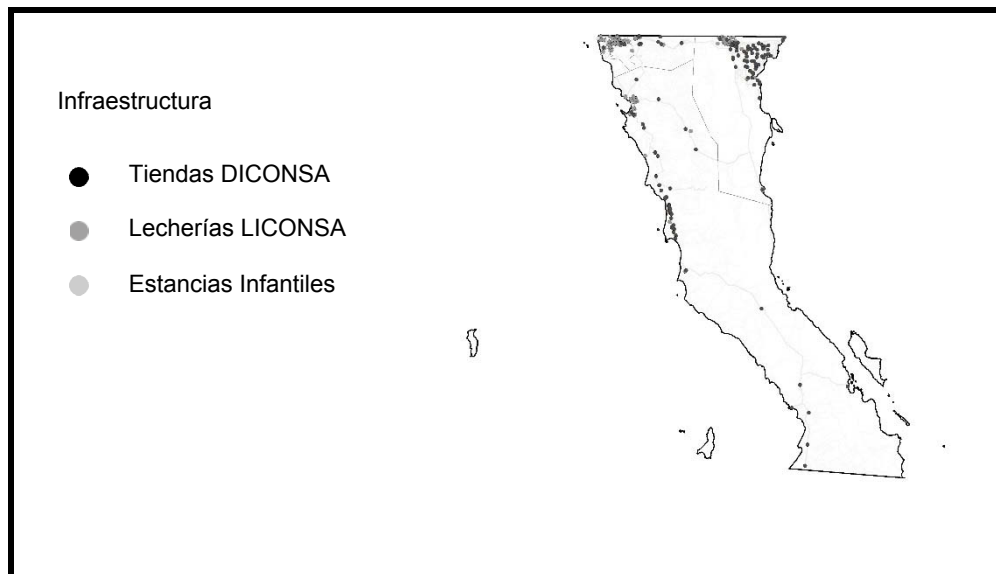 Infraestructura
Tiendas DICONSA
Lecherías LICONSA
Estancias Infantiles